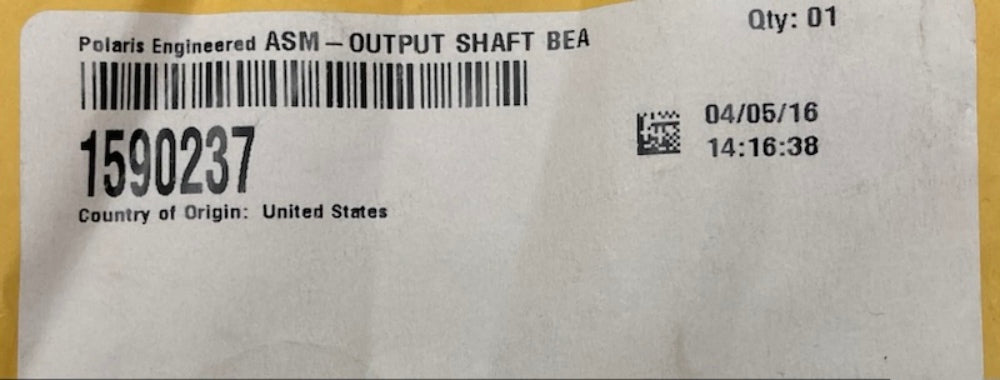 Qty: 01
Polaris Engineered ASM – OUTPUT SHAFT BEA
04/05/16
14:16:38
1590237
Country of Origin: United States